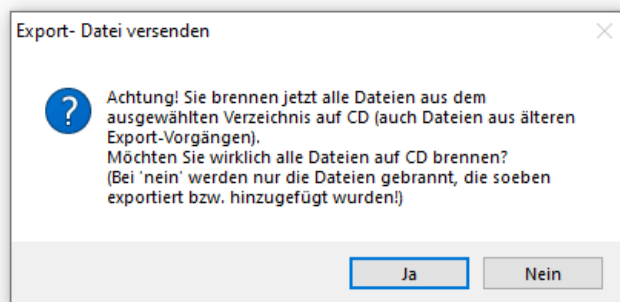 Export- Datei versenden
Achtung! Sie brennen jetzt alle Dateien aus dem
ausgewählten Verzeichnis auf CD (auch Dateien aus älteren
Export-Vorgängen).
Möchten Sie wirklich alle Dateien auf CD brennen?
(Bei 'nein' werden nur die Dateien gebrannt, die soeben
exportiert bzw. hinzugefügt wurden!)
Ja
Nein